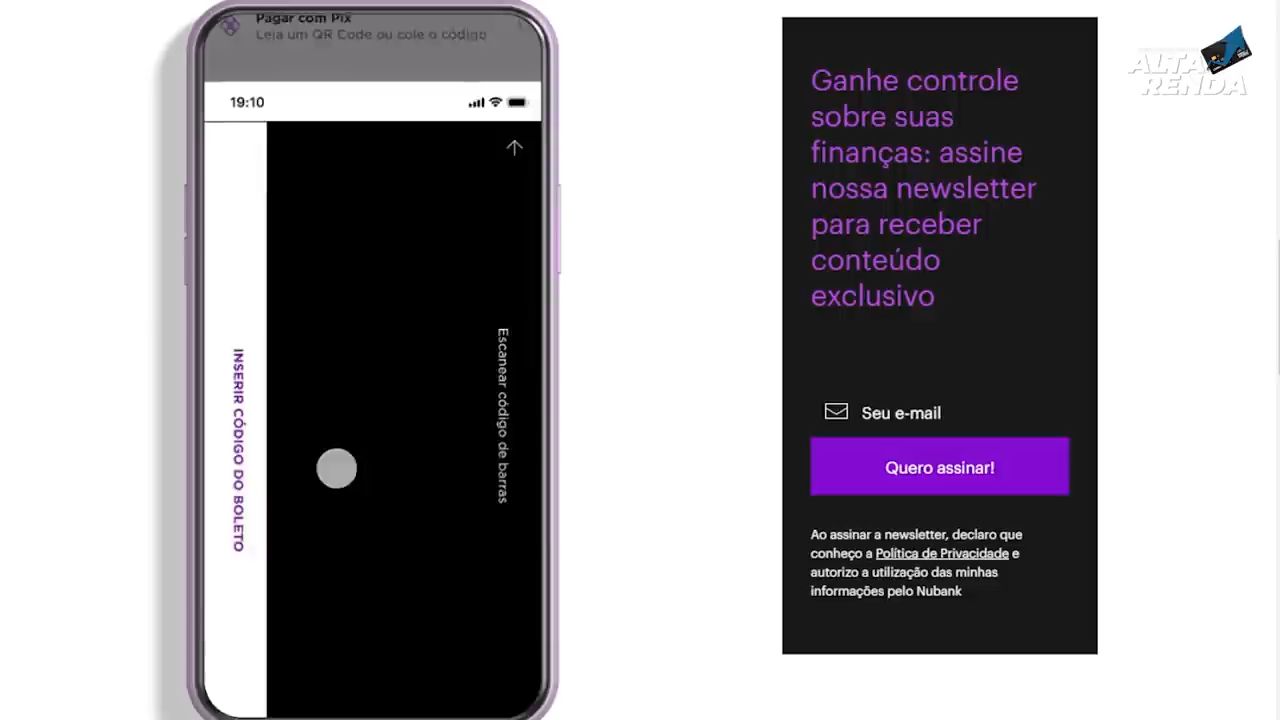 Pagar com Pix
Leia um QR Code ou cole o código
19:10
Escanear código de barras
INSERIR CÓDIGO DO BOLETO
Ganhe controle
sobre suas
finanças: assine
nossa newsletter
para receber
conteúdo
exclusivo
Seu e-mail
Quero assinar!
Ao assinar a newsletter, declaro que
conheço a Política de Privacidade e
autorizo a utilização das minhas
informações pelo Nubank
ALTA
RENDA